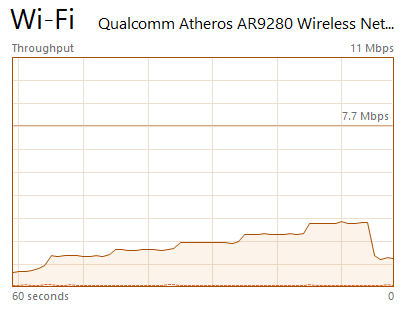 Wi-Fi
Qualcomm Atheros AR9280 Wireless Net...
Throughput
11 Mbps
7.7 Mbps
60 seconds
0